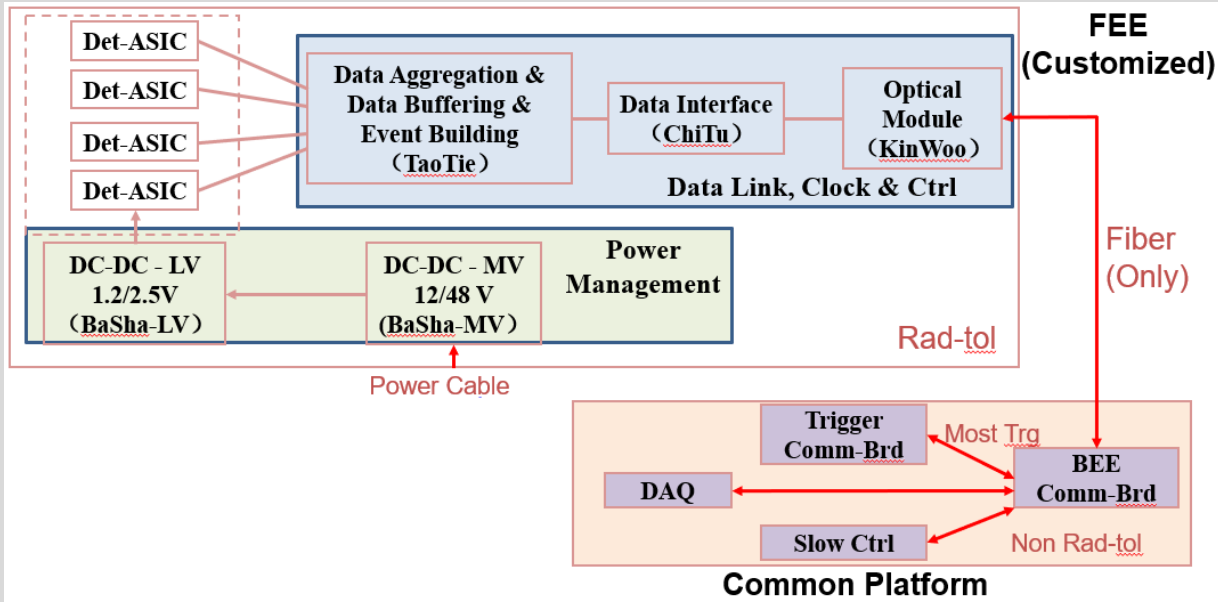 FEE
(Customized)
Det-ASIC
Det-ASIC
Det-ASIC
Det-ASIC
Data Aggregation &
Data Buffering &
Event Building
（TaoTie）
Data Interface
（ChiTu）
Optical
Module
（KinWoo）
Data Link, Clock & Ctrl
Fiber
(Only)
DC-DC - LV
1.2/2.5V
（BaSha-LV）
DC-DC - MV
12/48 V
(BaSha-MV）
Power
Management
Rad-tol
Power Cable
Trigger
Comm-Brd
Most Trg
DAQ
BEE
Comm-Brd
Slow Ctrl
Non Rad-tol
Common Platform